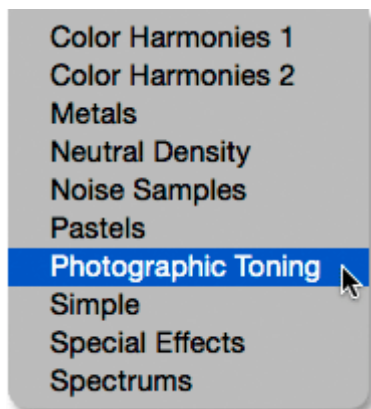 Color Harmonies 1
Color Harmonies 2
Metals
Neutral Density
Noise Samples
Pastels
Photographic Toning
Simple
Special Effects
Spectrums